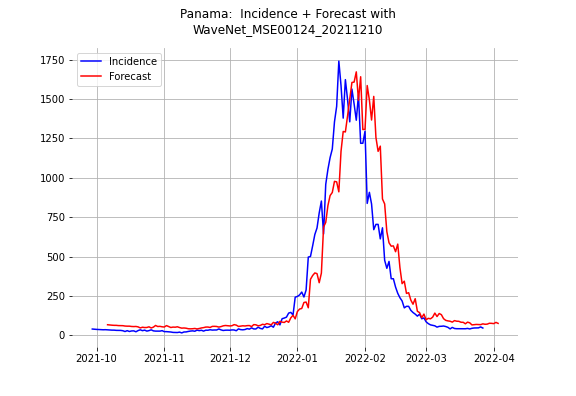 Panama:  Incidence + Forecast with
WaveNet_MSE00124_20211210
Incidence
Forecast
1750
1500
1250
1000
750
500
250
0
2021-10 2021-11 2021-12 2022-01 2022-02 2022-03 2022-04